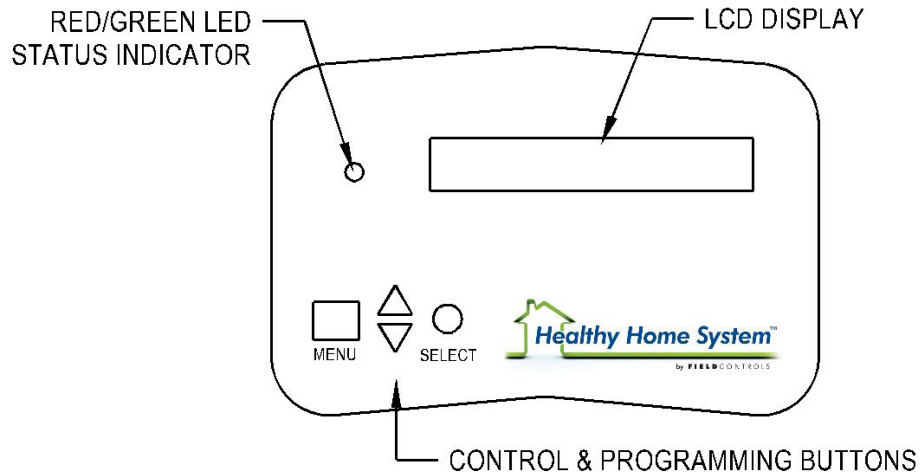 RED/GREEN LED
STATUS INDICATOR
LCD DISPLAY
MENU
SELECT
Healthy Home System™
by FIELDCONTROLS
CONTROL & PROGRAMMING BUTTONS